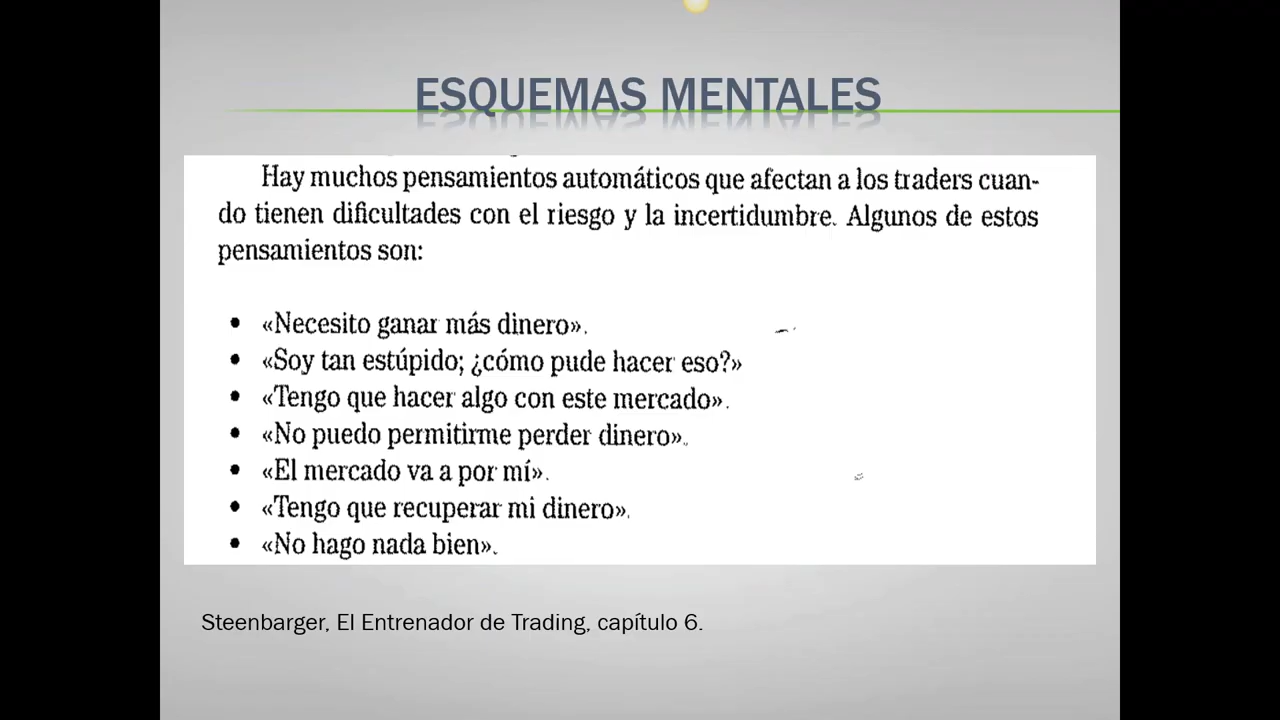 ESQUEMAS MENTALES
Hay muchos pensamientos automáticos que afectan a los traders cuan-
do tienen dificultades con el riesgo y la incertidumbre. Algunos de estos
pensamientos son:
• «Necesito ganar más dinero».
• «Soy tan estúpido; ¿cómo pude hacer eso?»
• «Tengo que hacer algo con este mercado».
• «No puedo permitirme perder dinero».
• «El mercado va a por mí».
• «Tengo que recuperar mi dinero».
• «No hago nada bien».
Steenbarger, El Entrenador de Trading, capítulo 6.